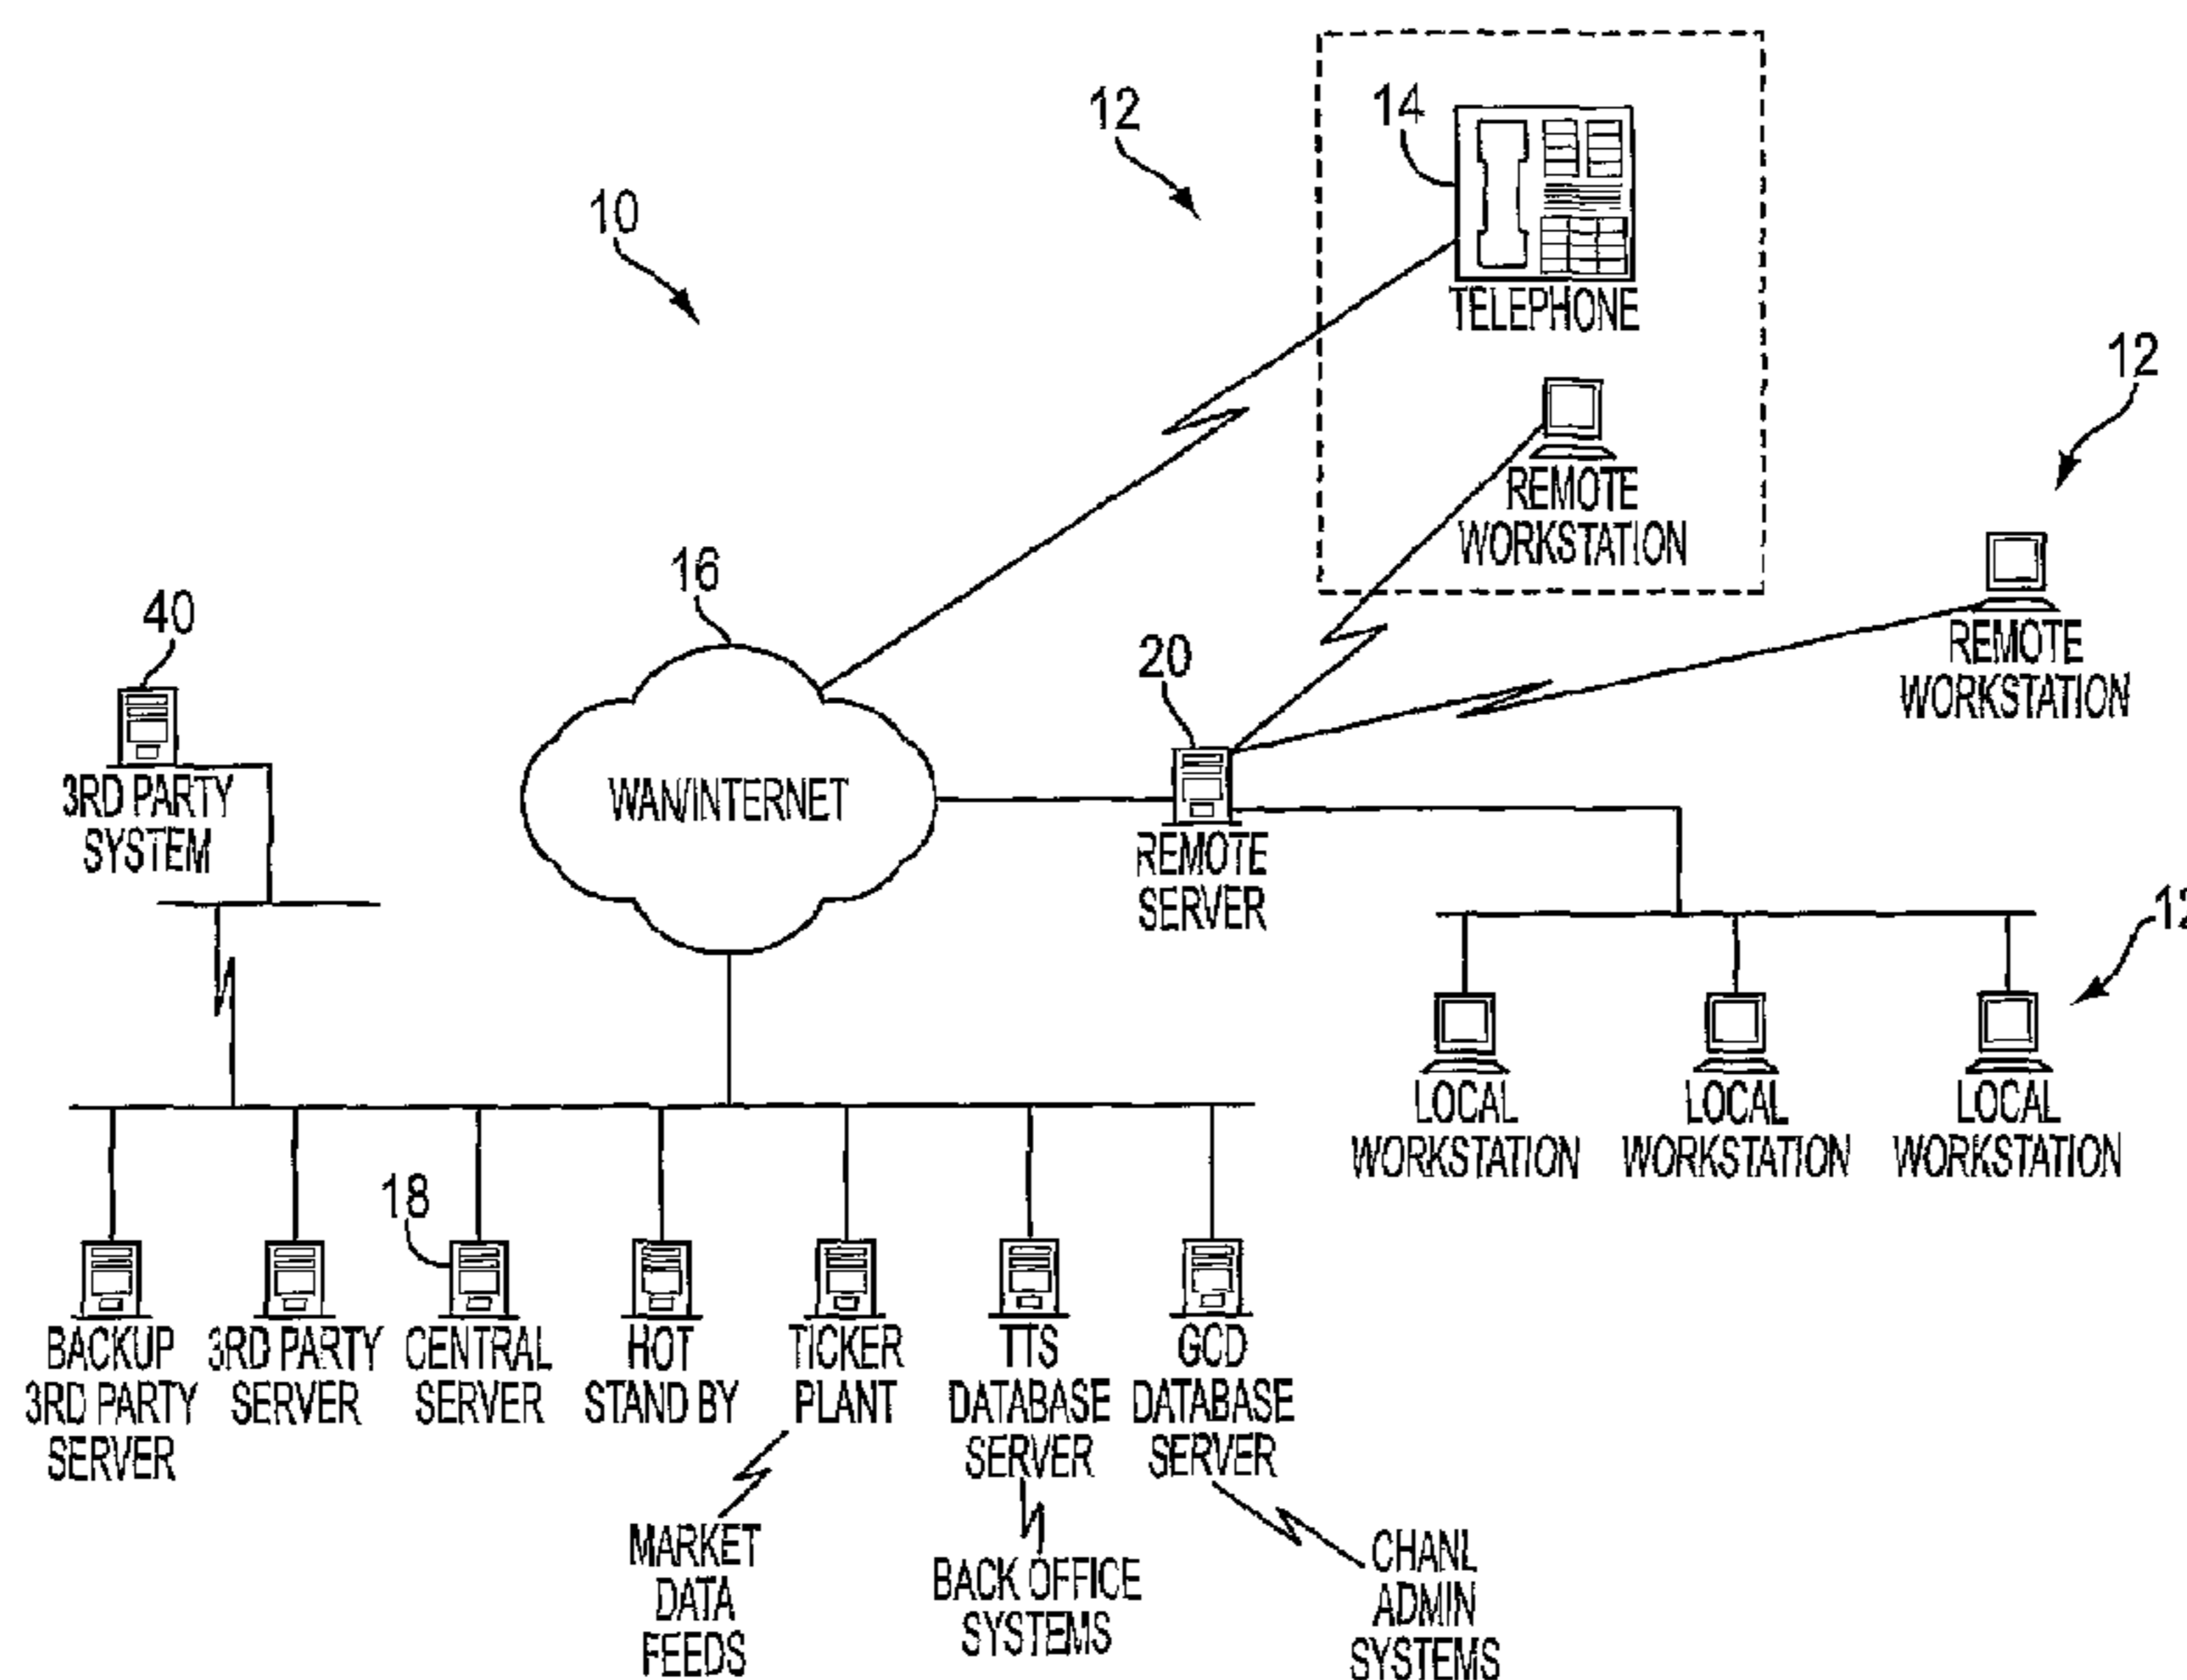 12
14
10
TELEPHONE
12
REMOTE
WORKSTATION
16
40
20
REMOTE
WORKSTATION
3RD PARTY
SYSTEM
WAN/INTERNET
REMOTE
SERVER
12
LOCAL
WORKSTATION
LOCAL
WORKSTATION
LOCAL
WORKSTATION
18
BACKUP
3RD PARTY
SERVER
3RD PARTY
SERVER
CENTRAL
SERVER
HOT
STAND BY
TICKER
PLANT
TTS
DATABASE
SERVER
GCD
DATABASE
SERVER
MARKET
DATA
FEEDS
BACK OFFICE
SYSTEMS
CHANL
ADMIN
SYSTEMS